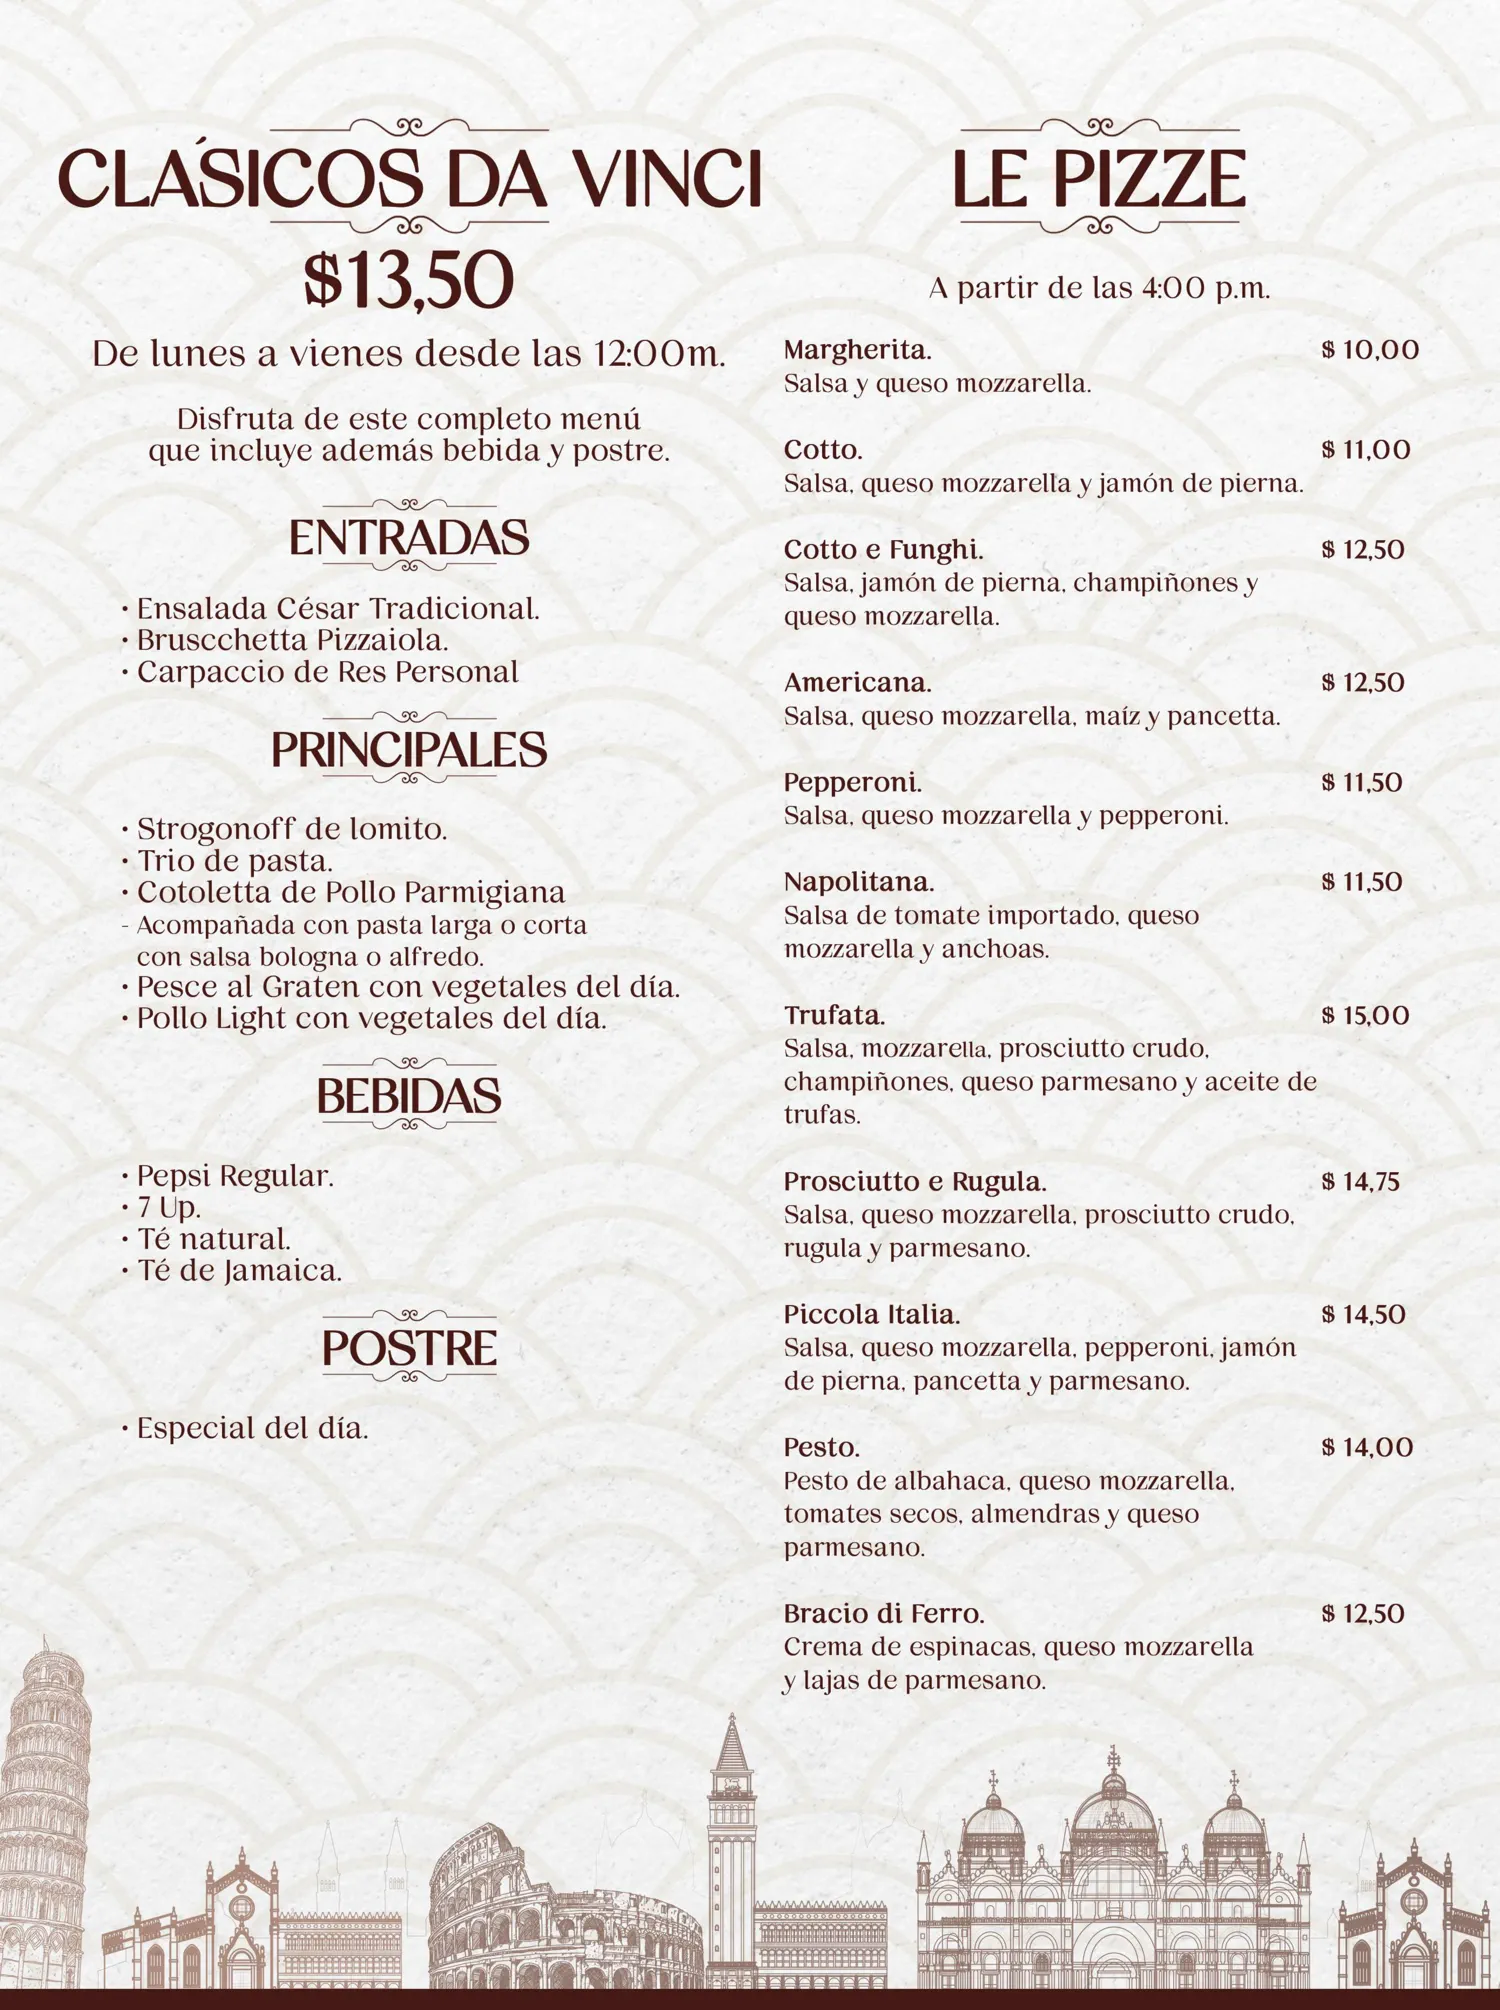 CLÁSICOS DA VINCI
$13,50
De lunes a vienes desde las 12:00m.
Disfruta de este completo menú
que incluye además bebida y postre.
ENTRADAS
• Ensalada César Tradicional.
• Bruscchetta Pizzaiola.
• Carpaccio de Res Personal
PRINCIPALES
• Strogonoff de lomito.
• Trio de pasta.
• Cotoletta de Pollo Parmigiana
- Acompañada con pasta larga o corta
con salsa bologna o alfredo.
• Pesce al Graten con vegetales del día.
• Pollo Light con vegetales del día.
BEBIDAS
• Pepsi Regular.
• 7 Up.
• Té natural.
• Té de Jamaica.
POSTRE
• Especial del día.
LE PIZZE
A partir de las 4:00 p.m.
Margherita. $ 10,00
Salsa y queso mozzarella.
Cotto. $ 11,00
Salsa, queso mozzarella y jamón de pierna.
Cotto e Funghi. $ 12,50
Salsa, jamón de pierna, champiñones y
queso mozzarella.
Americana. $ 12,50
Salsa, queso mozzarella, maíz y pancetta.
Pepperoni. $ 11,50
Salsa, queso mozzarella y pepperoni.
Napolitana. $ 11,50
Salsa de tomate importado, queso
mozzarella y anchoas.
Trufata. $ 15,00
Salsa, mozzarella, prosciutto crudo,
champiñones, queso parmesano y aceite de
trufas.
Prosciutto e Rugula. $ 14,75
Salsa, queso mozzarella, prosciutto crudo,
rugula y parmesano.
Piccola Italia. $ 14,50
Salsa, queso mozzarella, pepperoni, jamón
de pierna, pancetta y parmesano.
Pesto. $ 14,00
Pesto de albahaca, queso mozzarella,
tomates secos, almendras y queso
parmesano.
Bracio di Ferro. $ 12,50
Crema de espinacas, queso mozzarella
y lajas de parmesano.